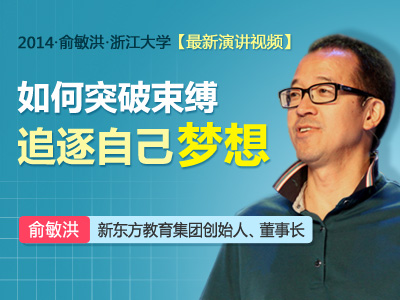 2014·俞敏洪·浙江大学【最新演讲视频】
如何突破束缚
追逐自己梦想
俞敏洪 新东方教育集团创始人、董事长